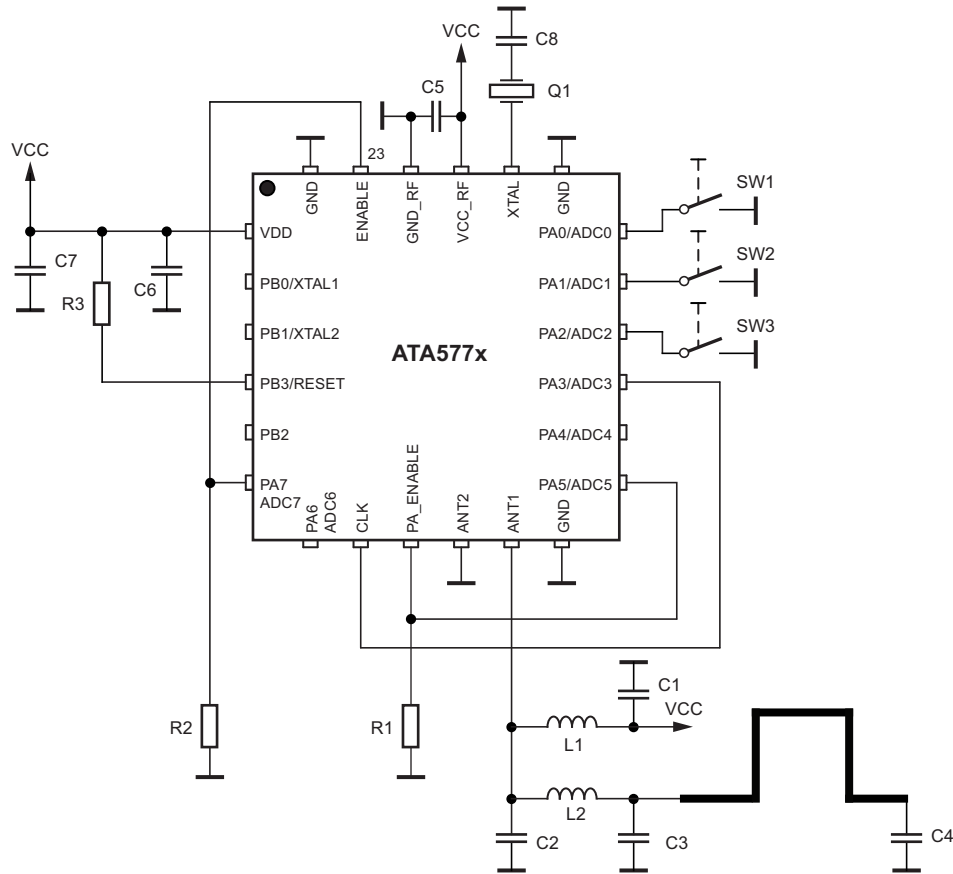 VCC
C8
C5
Q1
VCC
23
GND
ENABLE
GND_RF
VCC_RF
XTAL
GND
SW1
VDD
PA0/ADC0
C7
C6
SW2
PB0/XTAL1
PA1/ADC1
R3
SW3
PB1/XTAL2
PA2/ADC2
ATA577x
PB3/RESET
PA3/ADC3
PB2
PA4/ADC4
PA7
ADC7
PA5/ADC5
PA6
ADC6
CLK
PA_ENABLE
ANT2
ANT1
GND
C1
VCC
R2
R1
L1
L2
C2
C3
C4